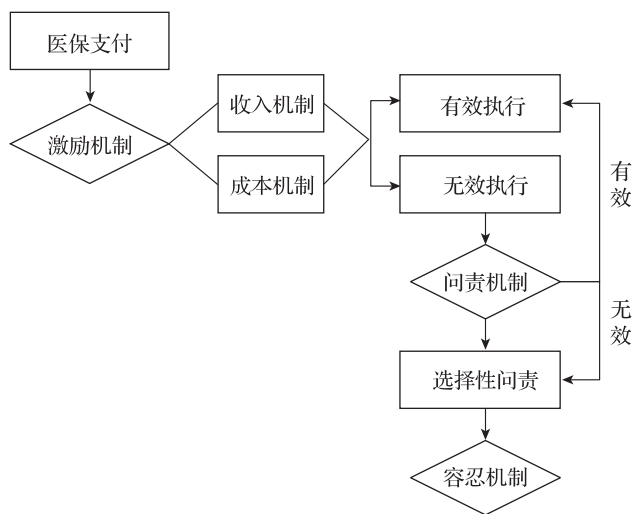 医保支付
激励机制
收入机制
成本机制
有效执行
无效执行
有效
问责机制
无效
选择性问责
容忍机制